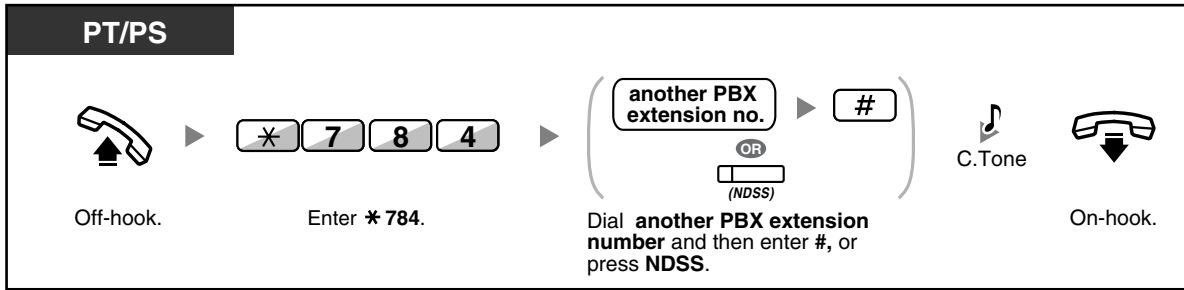 PT/PS
another PBX
extension no.
#
OR
(NDSS)
* 7 8 4
C.Tone
Off-hook.
Enter * 784.
Dial another PBX extension
number and then enter #, or
press NDSS.
On-hook.